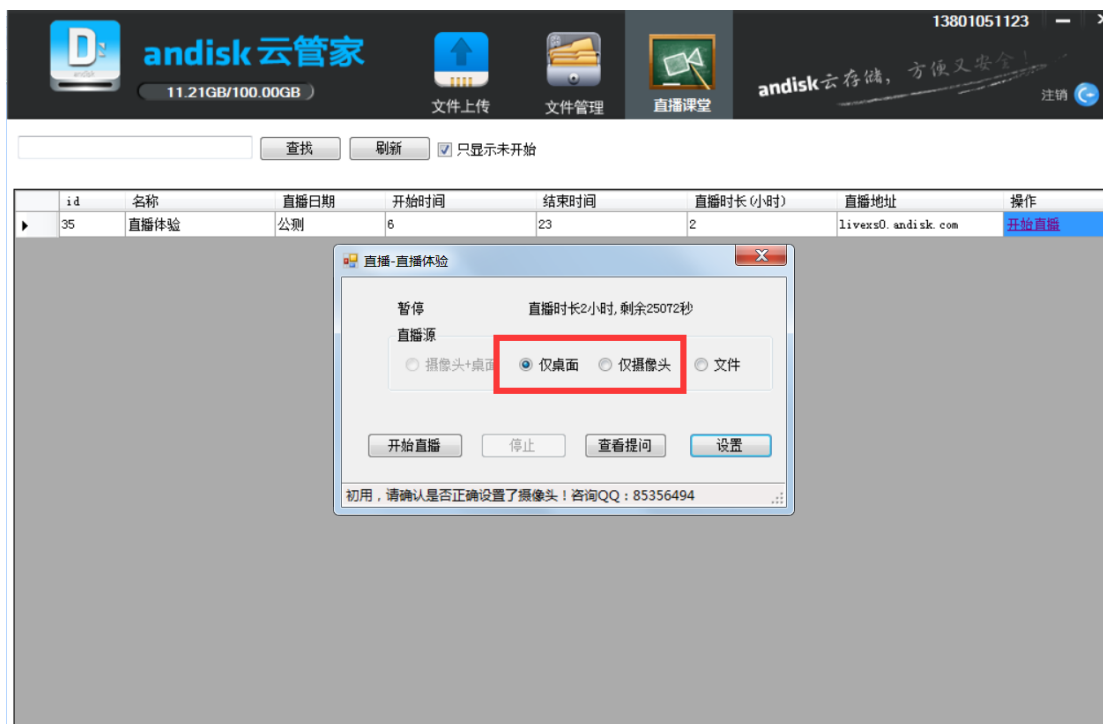 13801051123
D
andisk
andisk 云管家
11.21GB/100.00GB
文件上传
文件管理
直播课堂
andisk云存储，方便又安全！
注销
查找
刷新
只显示未开始
id 名称 直播日期 开始时间 结束时间 直播时长(小时) 直播地址 操作
35 直播体验 公测 6 23 2 livexs0.andisk.com 开始直播
直播-直播体验
暂停 直播时长2小时,剩余25072秒
直播源
摄像头+桌面 仅桌面 仅摄像头 文件
开始直播 停止 查看提问 设置
初用，请确认是否正确设置了摄像头！咨询QQ：85356494